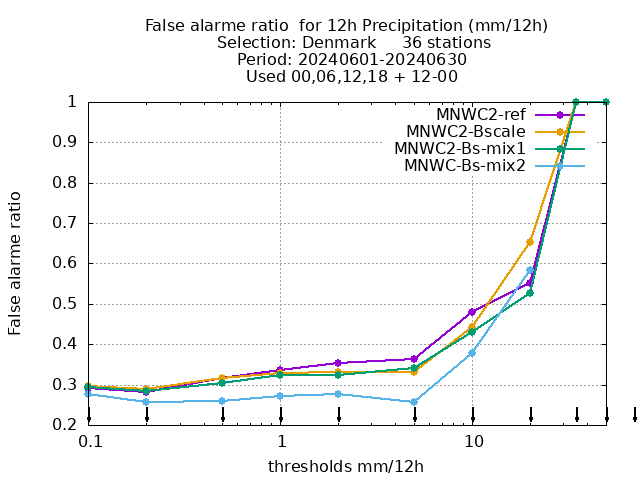 False alarme ratio  for 12h Precipitation (mm/12h)
Selection: Denmark     36 stations
Period: 20240601-20240630
Used 00,06,12,18 + 12-00
MNWC2-ref
MNWC2-Bscale
MNWC2-Bs-mix1
MNWC-Bs-mix2
False alarme ratio
1
0.9
0.8
0.7
0.6
0.5
0.4
0.3
0.2
0.1 1 10
thresholds mm/12h